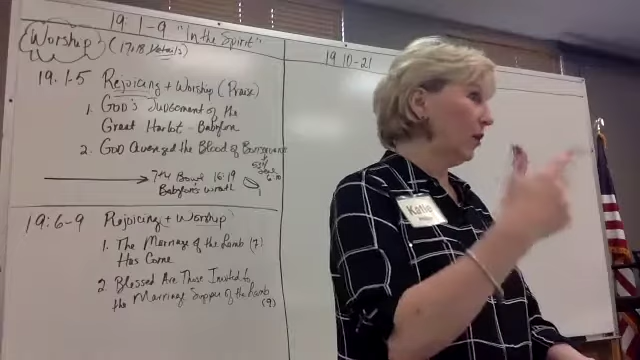 19:1-9 "In the Spirit"
Worship (17&18 Details)
19:1-5 Rejoicing + Worship (Praise)
1. God's Judgement of the
Great Harlot - Babylon
2. God Avenged the Blood of
7th Bowl 16:19
Babylon's wrath
6:10
19:6-9 Rejoicing + Worship
1. The Marriage of the Lamb (7)
Has Come
2. Blessed Are Those Invited to
the Marriage Supper of the Lamb
(9)
19 10-21
Katie